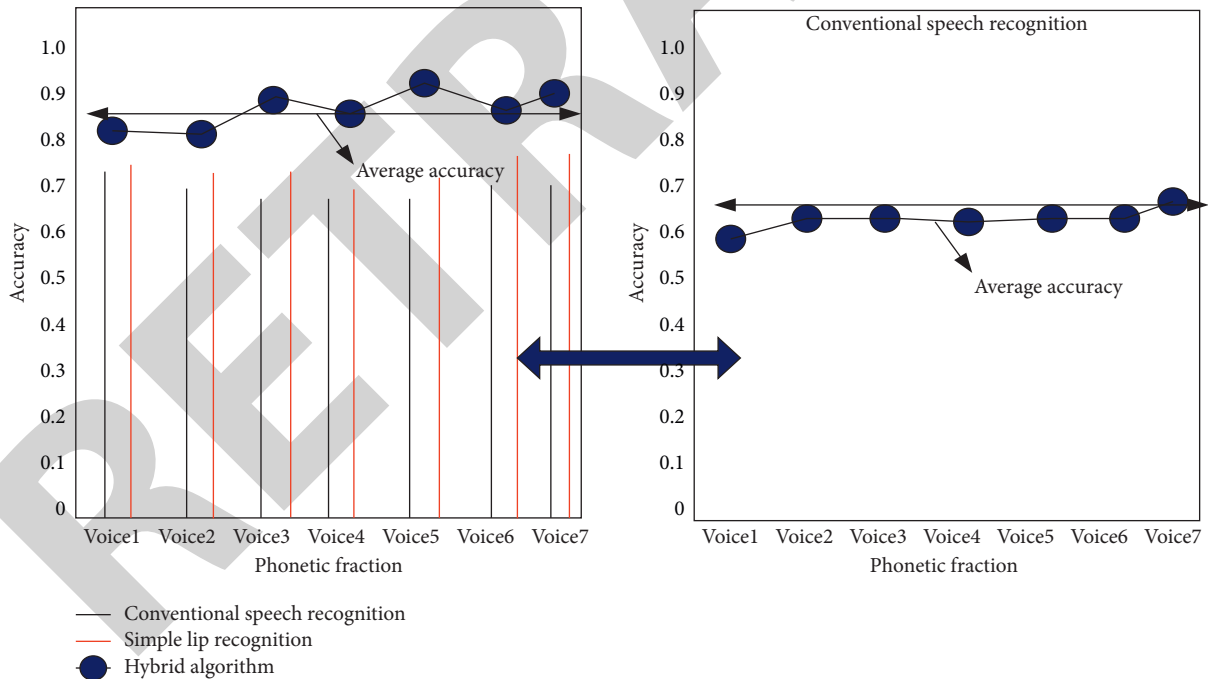 1.0
0.9
0.8
0.7
0.6
0.5
0.4
0.3
0.2
0.1
0
Accuracy
Average accuracy
Voice1 Voice2 Voice3 Voice4 Voice5 Voice6 Voice7
Phonetic fraction
Conventional speech recognition
Simple lip recognition
Hybrid algorithm
Conventional speech recognition
1.0
0.9
0.8
0.7
0.6
0.5
0.4
0.3
0.2
0.1
0
Accuracy
Average accuracy
Voice1 Voice2 Voice3 Voice4 Voice5 Voice6 Voice7
Phonetic fraction
RETRA